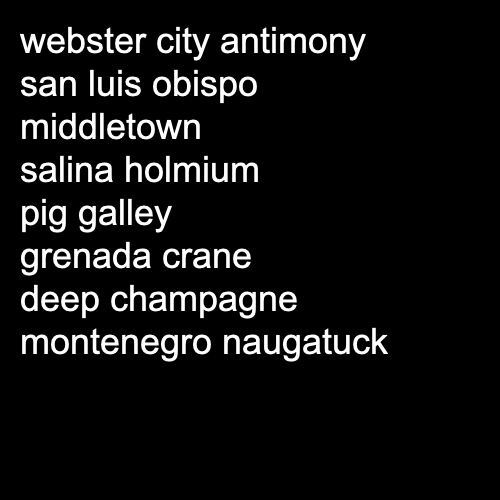 webster city antimony
san luis obispo
middletown
salina holmium
pig galley
grenada crane
deep champagne
montenegro naugatuck